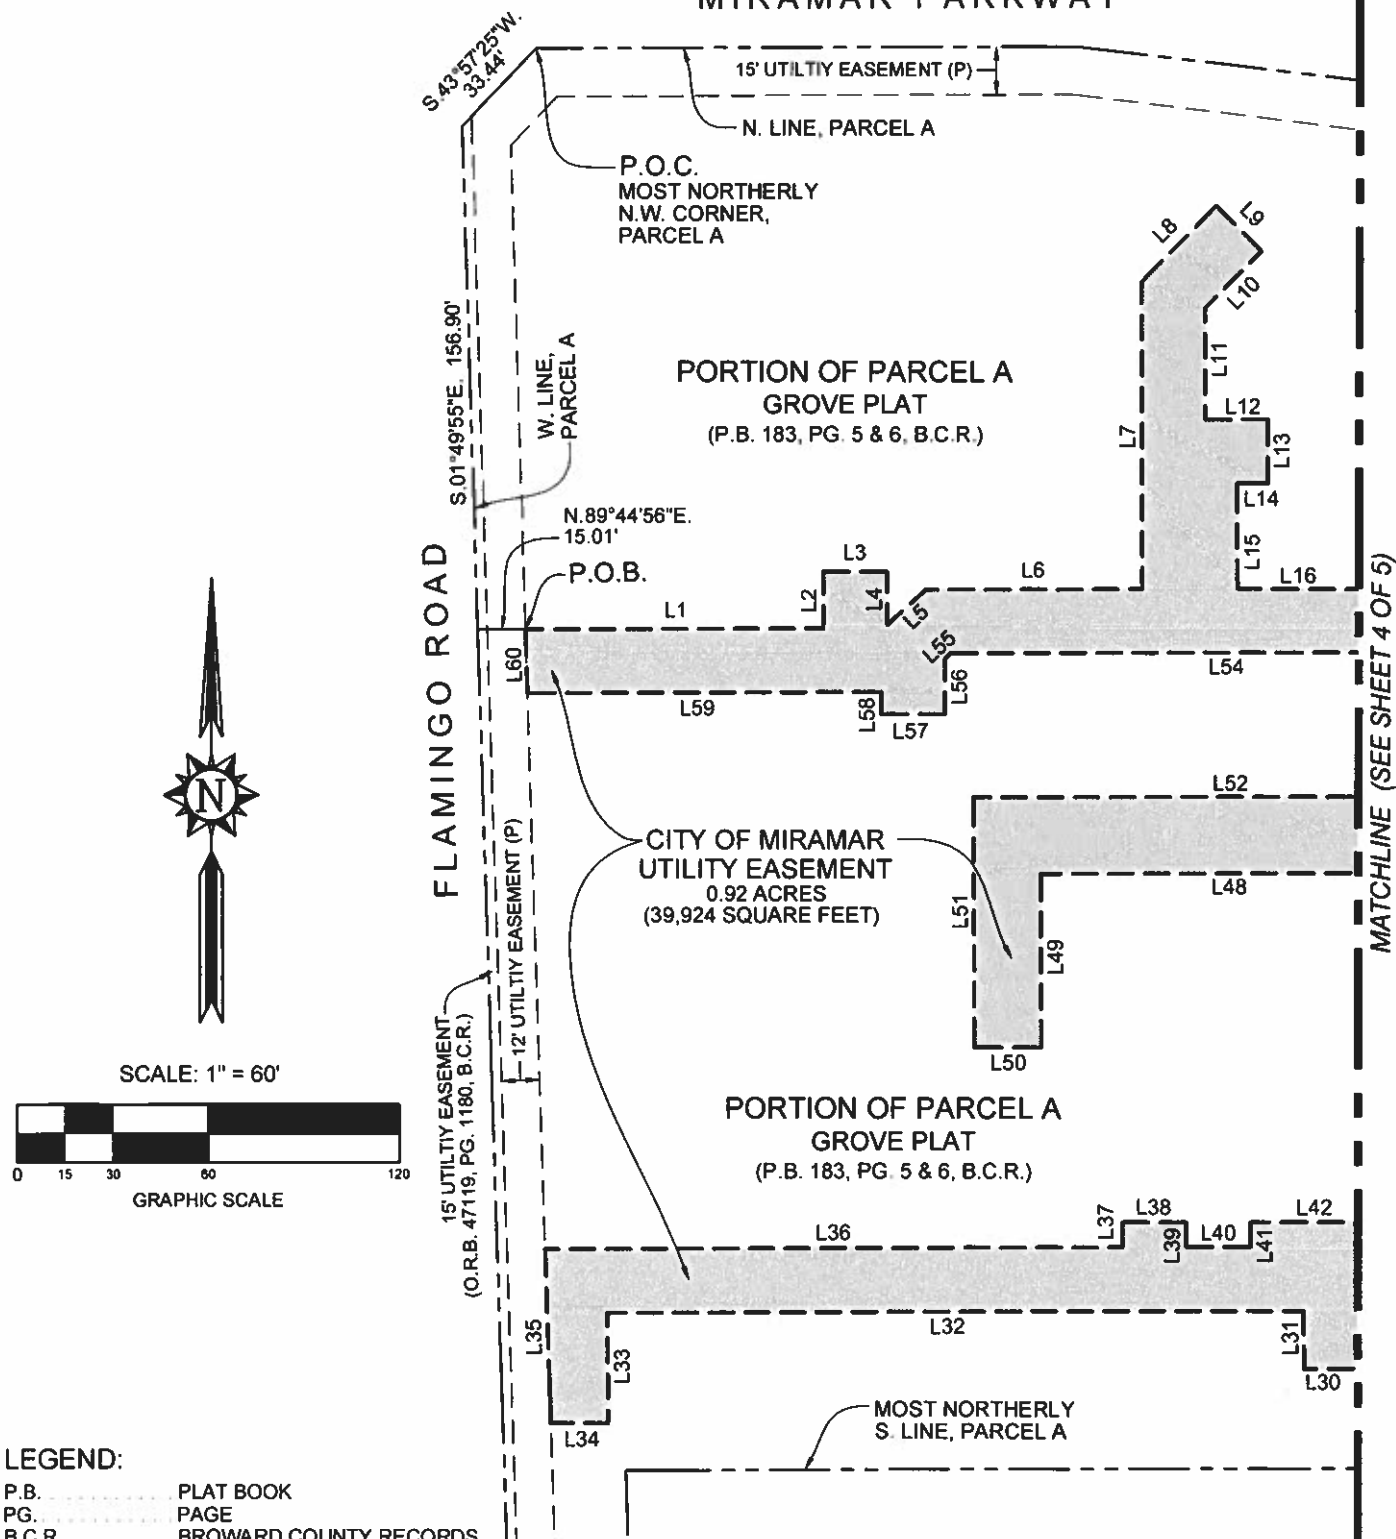 MIRAMAR PARKWAY
S.43°57'25"W.
33.44'
15' UTILTIY EASEMENT (P)
N. LINE, PARCEL A
P.O.C.
MOST NORTHERLY
N.W. CORNER,
PARCEL A
L8
L9
L10
L11
L12
L13
L14
L15
L7
S.01°49'55"E. 156.90'
W. LINE,
PARCEL A
PORTION OF PARCEL A
GROVE PLAT
(P.B. 183, PG. 5 & 6, B.C.R.)
N.89°44'56"E.
15.01'
P.O.B.
L1
L2
L3
L4
L5
L6
L16
L60
L59
L58
L57
L56
L55
L54
FLAMINGO ROAD
MATCHLINE (SEE SHEET 4 OF 5)
N
L52
L48
L51
L49
L50
CITY OF MIRAMAR
UTILITY EASEMENT
0.92 ACRES
(39,924 SQUARE FEET)
12' UTILTIY EASEMENT (P)
15' UTILTIY EASEMENT
(O.R.B. 47119, PG. 1180, B.C.R.)
SCALE: 1" = 60'
0 15 30 60 120
GRAPHIC SCALE
PORTION OF PARCEL A
GROVE PLAT
(P.B. 183, PG. 5 & 6, B.C.R.)
L36
L37
L38
L39
L40
L41
L42
L35
L33
L32
L31
L30
L34
MOST NORTHERLY
S. LINE, PARCEL A
LEGEND:
P.B. PLAT BOOK
PG. PAGE
B.C.R. BROWARD COUNTY RECORDS